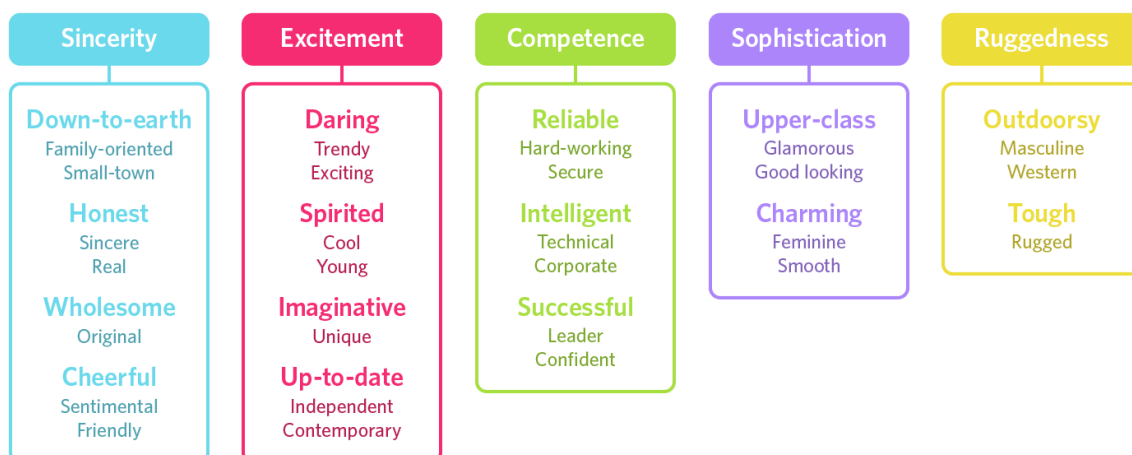 Sincerity
Down-to-earth
Family-oriented
Small-town
Honest
Sincere
Real
Wholesome
Original
Cheerful
Sentimental
Friendly
Excitement
Daring
Trendy
Exciting
Spirited
Cool
Young
Imaginative
Unique
Up-to-date
Independent
Contemporary
Competence
Reliable
Hard-working
Secure
Intelligent
Technical
Corporate
Successful
Leader
Confident
Sophistication
Upper-class
Glamorous
Good looking
Charming
Feminine
Smooth
Ruggedness
Outdoorsy
Masculine
Western
Tough
Rugged